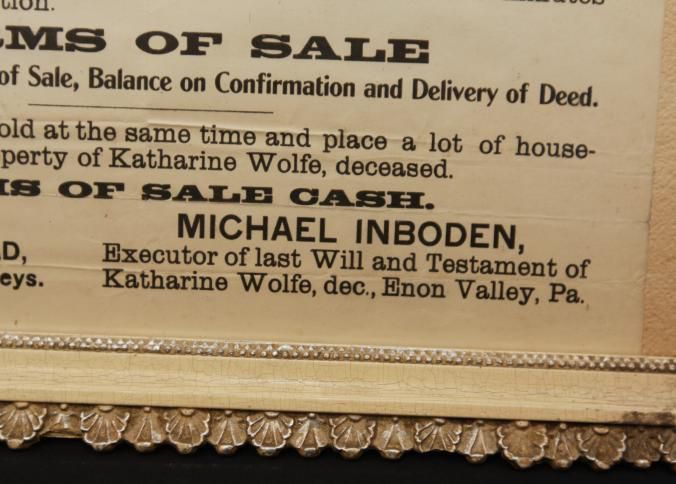 tion.
MS OF SALE
of Sale, Balance on Confirmation and Delivery of Deed.
old at the same time and place a lot of house-
perty of Katharine Wolfe, deceased.
MS OF SALE CASH.
MICHAEL INBODEN,
D, Executor of last Will and Testament of
eys. Katharine Wolfe, dec., Enon Valley, Pa.